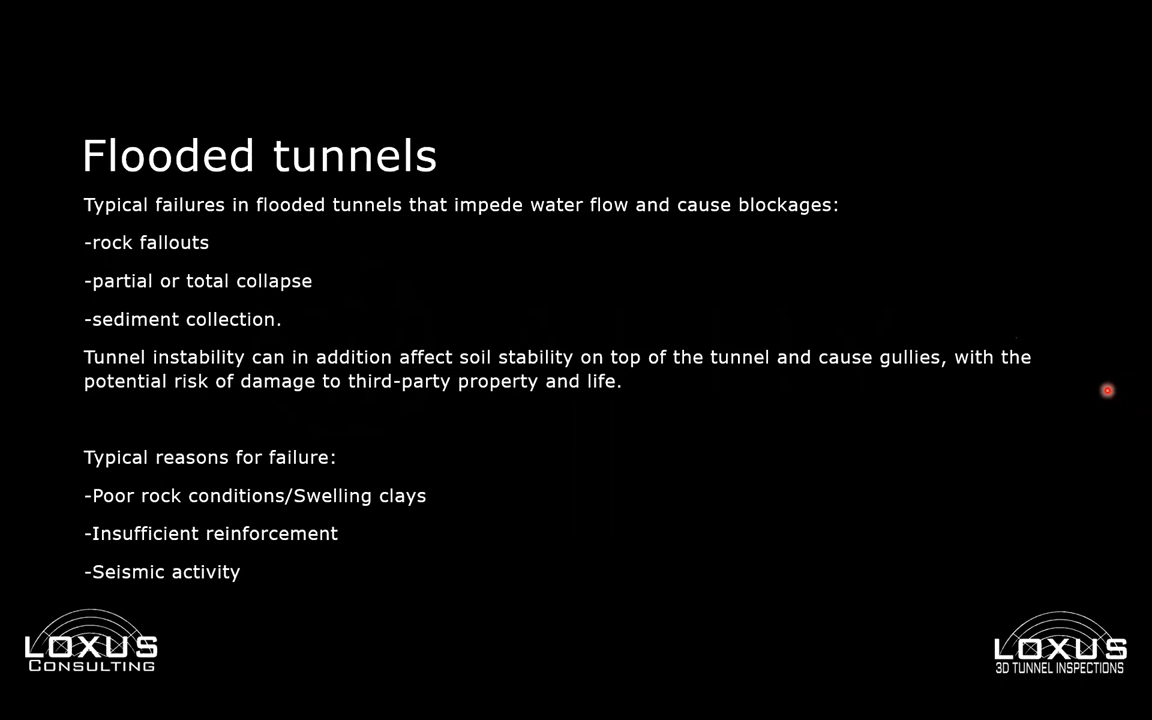 Flooded tunnels
Typical failures in flooded tunnels that impede water flow and cause blockages:
-rock fallouts
-partial or total collapse
-sediment collection.
Tunnel instability can in addition affect soil stability on top of the tunnel and cause gullies, with the
potential risk of damage to third-party property and life.
Typical reasons for failure:
-Poor rock conditions/Swelling clays
-Insufficient reinforcement
-Seismic activity
LOXUS
CONSULTING
LOXUS
3D TUNNEL INSPECTIONS